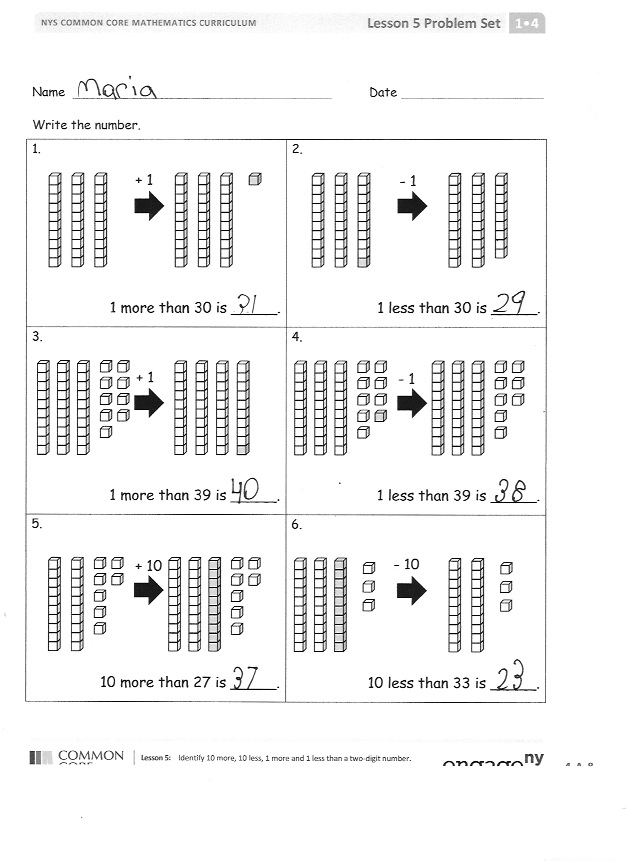 NYS COMMON CORE MATHEMATICS CURRICULUM Lesson 5 Problem Set 1•4
Name Maria Date
Write the number.
1. 2.
+ 1 - 1
1 more than 30 is 31. 1 less than 30 is 29.
3. 4.
+ 1 - 1
1 more than 39 is 40. 1 less than 39 is 38.
5. 6.
+ 10 - 10
10 more than 27 is 37. 10 less than 33 is 23.
COMMON Lesson 5: Identify 10 more, 10 less, 1 more and 1 less than a two-digit number. engage ny
CORE